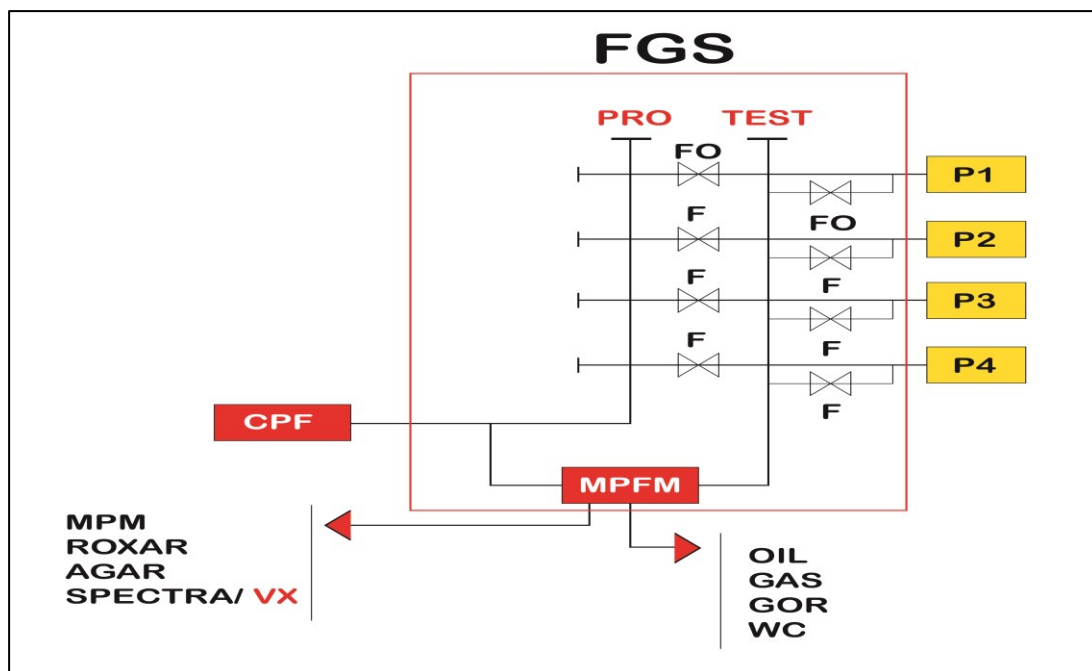 FGS
PRO TEST
FO
P1
F FO
P2
F F
P3
F F
P4
F
CPF
MPFM
MPM
ROXAR
AGAR
SPECTRA/ VX
OIL
GAS
GOR
WC